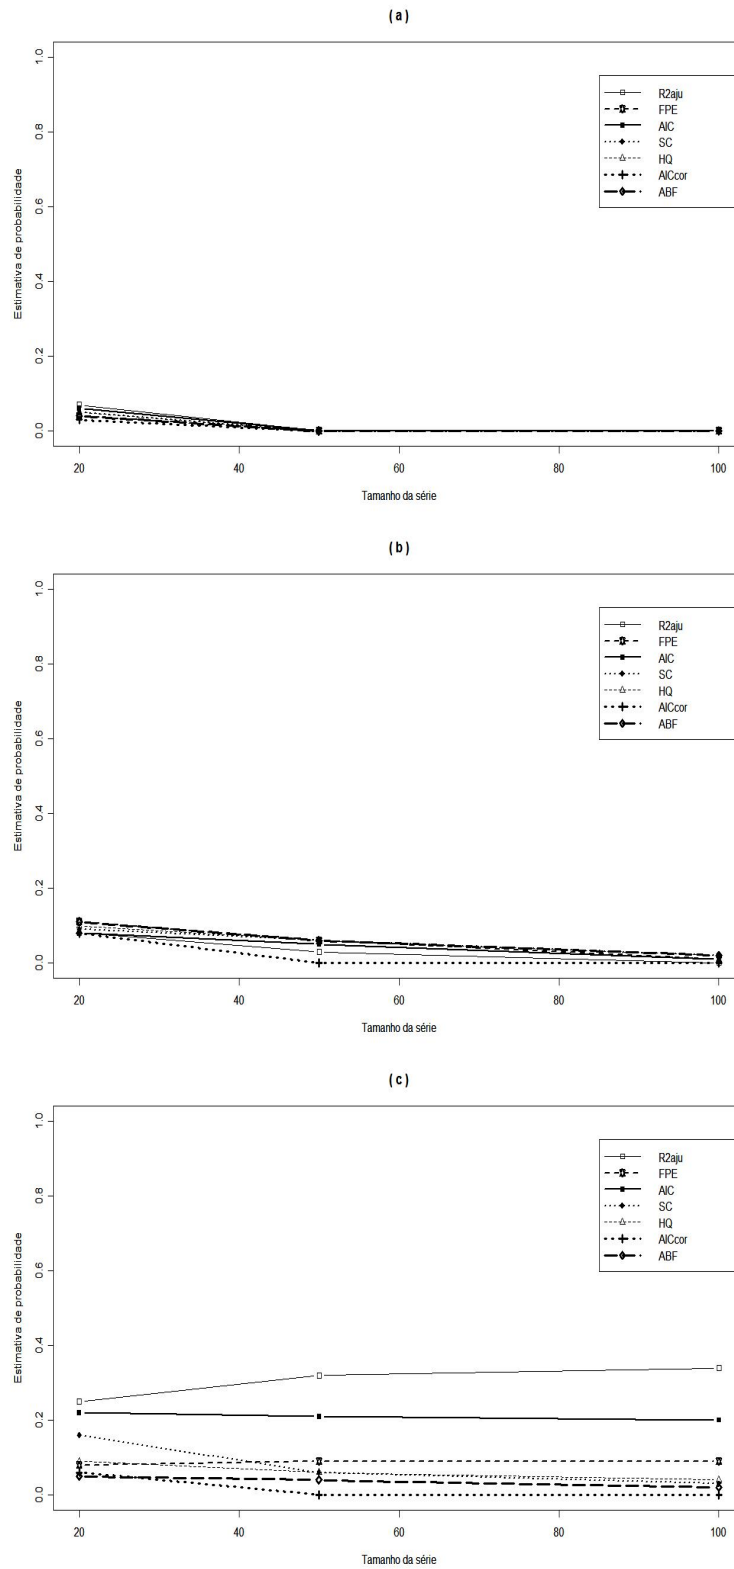 ( a )
1.0
0.8
0.6
0.4
0.2
0.0
Estimativa de probabilidade
R2aju
FPE
AIC
SC
HQ
AICcor
ABF
20 40 60 80 100
Tamanho da série
( b )
1.0
0.8
0.6
0.4
0.2
0.0
Estimativa de probabilidade
R2aju
FPE
AIC
SC
HQ
AICcor
ABF
20 40 60 80 100
Tamanho da série
( c )
1.0
0.8
0.6
0.4
0.2
0.0
Estimativa de probabilidade
R2aju
FPE
AIC
SC
HQ
AICcor
ABF
20 40 60 80 100
Tamanho da série